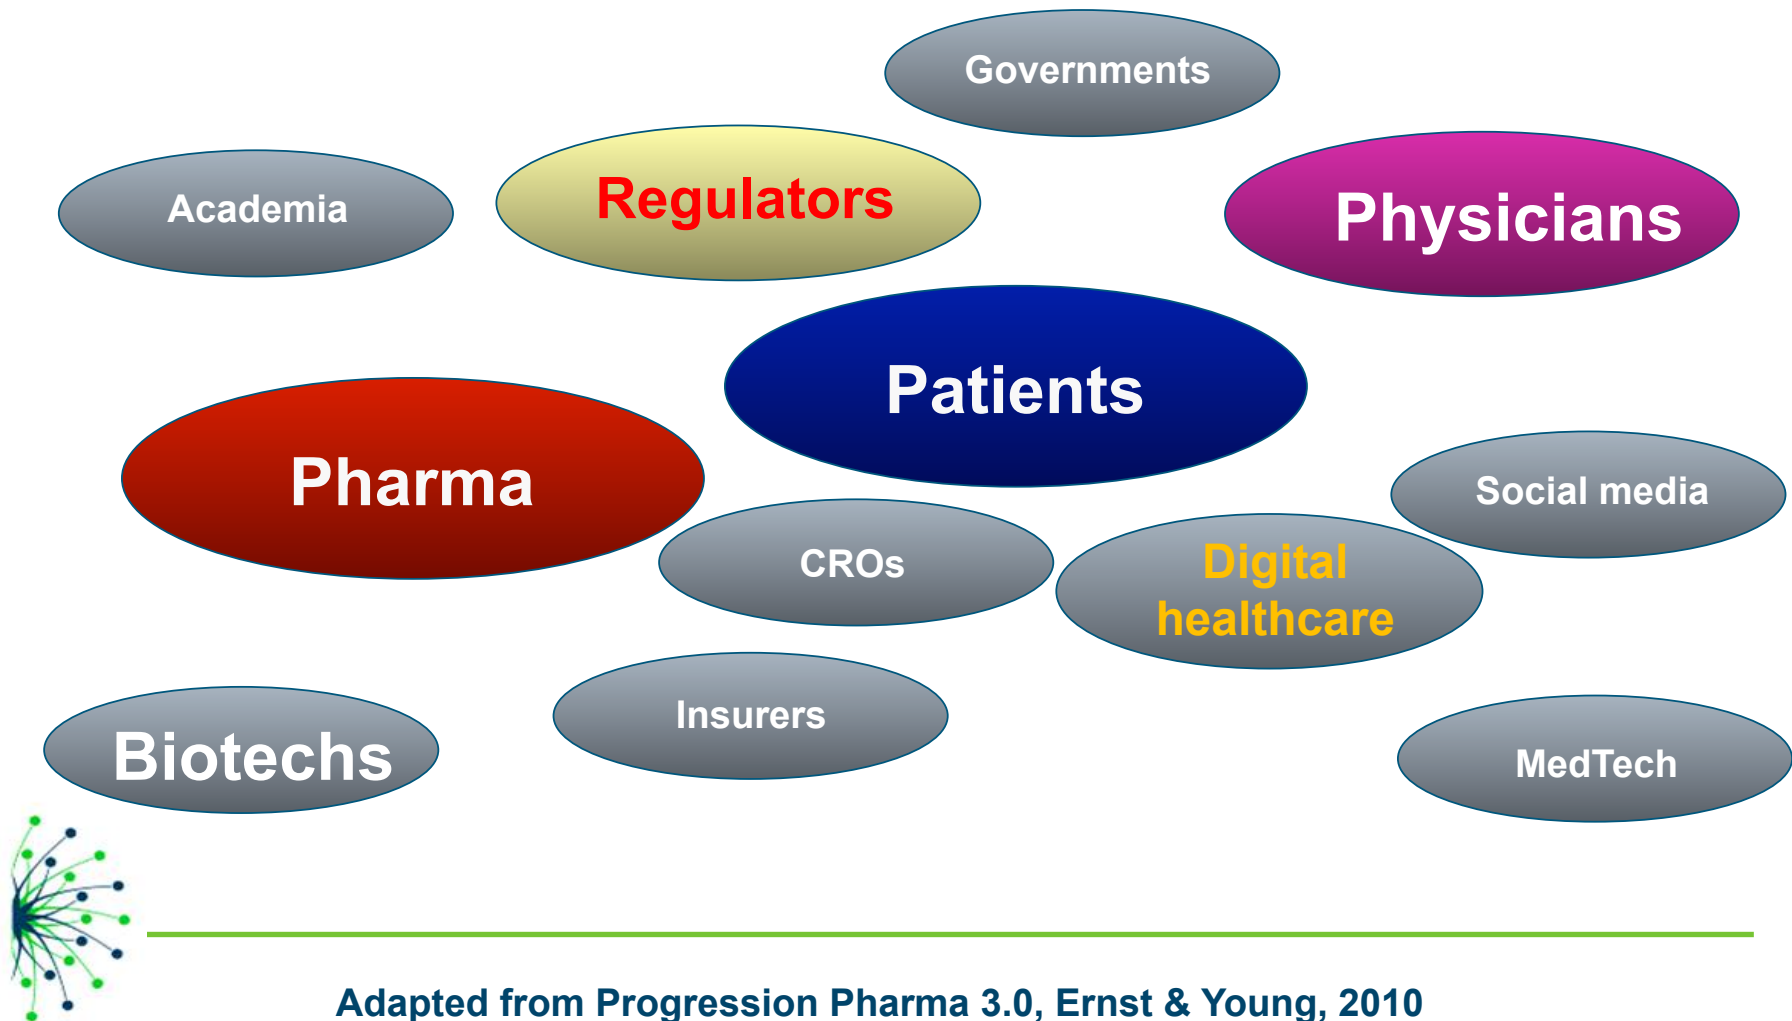 Governments
Academia
Regulators
Physicians
Patients
Pharma
Social media
CROs
Digital
healthcare
Insurers
Biotechs
MedTech
Adapted from Progression Pharma 3.0, Ernst & Young, 2010